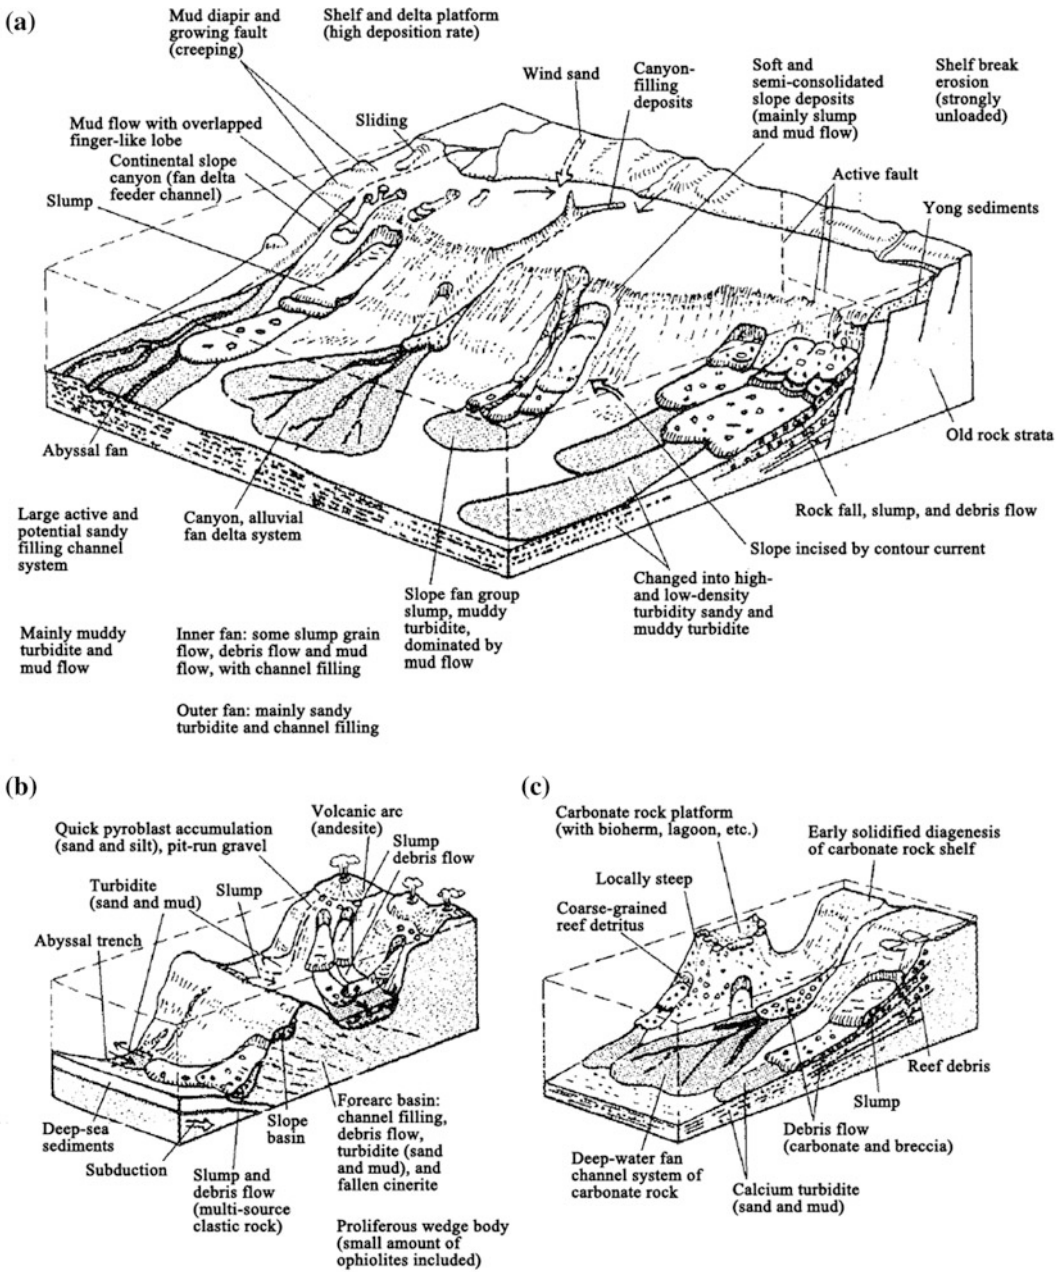 (a)
Mud diapir and
growing fault
(creeping)
Shelf and delta platform
(high deposition rate)
Wind sand
Canyon-
filling
deposits
Soft and
semi-consolidated
slope deposits
(mainly slump
and mud flow)
Shelf break
erosion
(strongly
unloaded)
Mud flow with overlapped
finger-like lobe
Sliding
Continental slope
canyon (fan delta
feeder channel)
Slump
Active fault
Yong sediments
Old rock strata
Abyssal fan
Rock fall, slump, and debris flow
Large active and
potential sandy
filling channel
system
Canyon, alluvial
fan delta system
Slope incised by contour current
Changed into high-
and low-density
turbidity sandy and
muddy turbidite
Slope fan group
slump, muddy
turbidite,
dominated by
mud flow
Mainly muddy
turbidite and
mud flow
Inner fan: some slump grain
flow, debris flow and mud
flow, with channel filling
Outer fan: mainly sandy
turbidite and channel filling
(b)
Volcanic arc
(andesite)
Quick pyroblast accumulation
(sand and silt), pit-run gravel
Slump
debris flow
Turbidite
(sand and mud)
Slump
Abyssal trench
Deep-sea
sediments
Subduction
Slope
basin
Slump and
debris flow
(multi-source
clastic rock)
Forearc basin:
channel filling,
debris flow,
turbidite (sand
and mud), and
fallen cinerite
Proliferous wedge body
(small amount of
ophiolites included)
(c)
Carbonate rock platform
(with bioherm, lagoon, etc.)
Early solidified diagenesis
of carbonate rock shelf
Locally steep
Coarse-grained
reef detritus
Reef debris
Slump
Debris flow
(carbonate and breccia)
Deep-water fan
channel system of
carbonate rock
Calcium turbidite
(sand and mud)